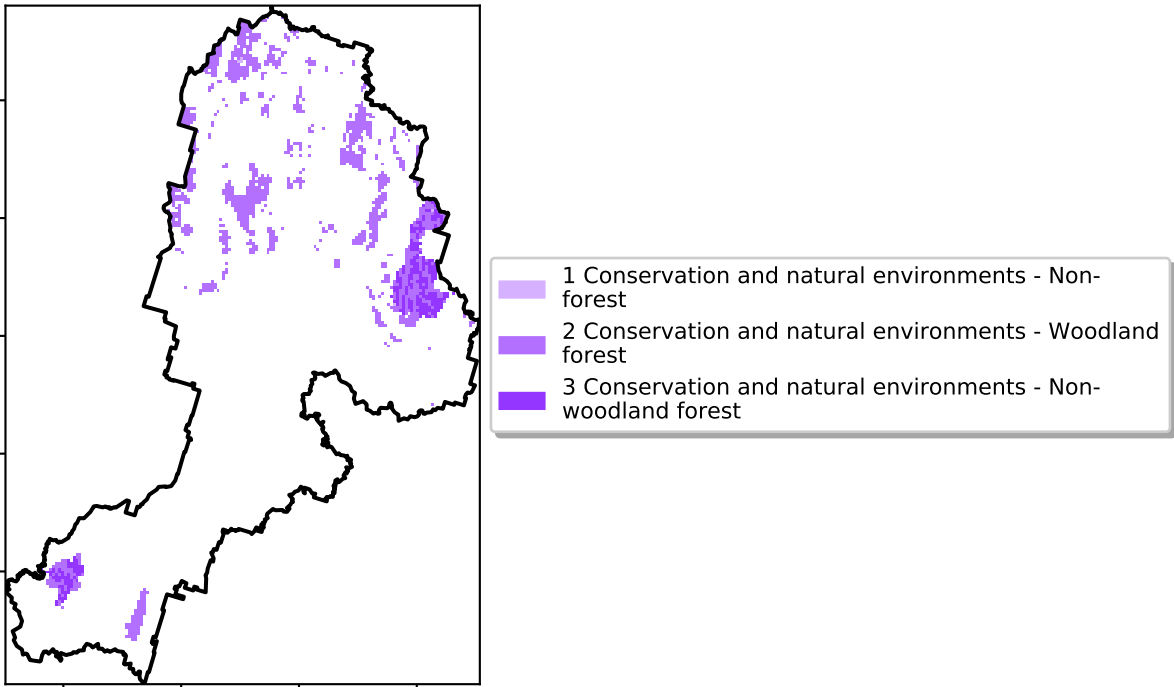 1 Conservation and natural environments - Non-
forest
2 Conservation and natural environments - Woodland
forest
3 Conservation and natural environments - Non-
woodland forest